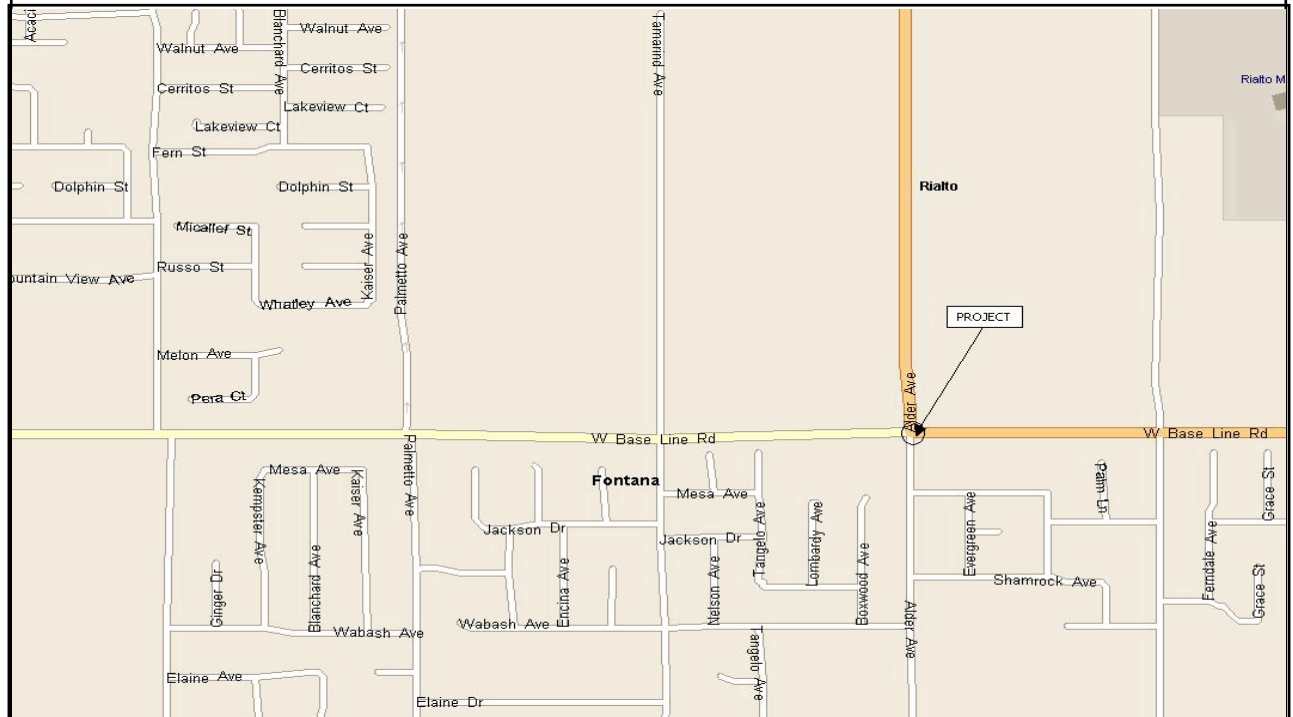 Acaci
Blanchard Ave
Walnut Ave
Tamarind Ave
Walnut Ave
Cerritos St
Rialto M
Cerritos St
Lakeview Ct
Lakeview Ct
Fern St
Dolphin St
Dolphin St
Rialto
Micallef St
Kaiser Ave
Palmetto Ave
Russo St
ountain View Ave
Whatley Ave
PROJECT
Melon Ave
Alder Ave
Pera Ct
W Base Line Rd
W Base Line Rd
Palmetto Ave
Mesa Ave
Kempster Ave
Kaiser Ave
Fontana
Mesa Ave
Palm Ln
Grace St
Jackson Dr
Jackson Dr
Tangelo Ave
Lombardy Ave
Evergreen Ave
Ferndale Ave
Blanchard Ave
Ginger Dr
Encina Ave
Nelson Ave
Boxwood Ave
Shamrock Ave
Grace St
Wabash Ave
Wabash Ave
Alder Ave
Tangelo Ave
Elaine Ave
Elaine Dr